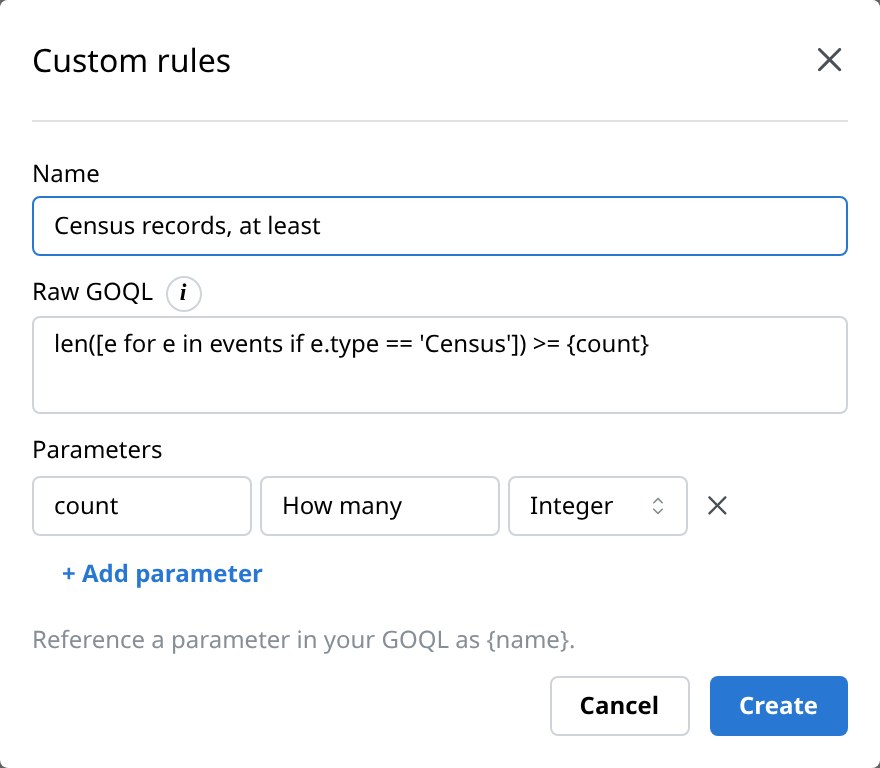 Custom rules
Name
Census records, at least
Raw GOQL i
len([e for e in events if e.type == 'Census']) >= {count}
Parameters
count How many Integer
+ Add parameter
Reference a parameter in your GOQL as {name}.
Cancel Create